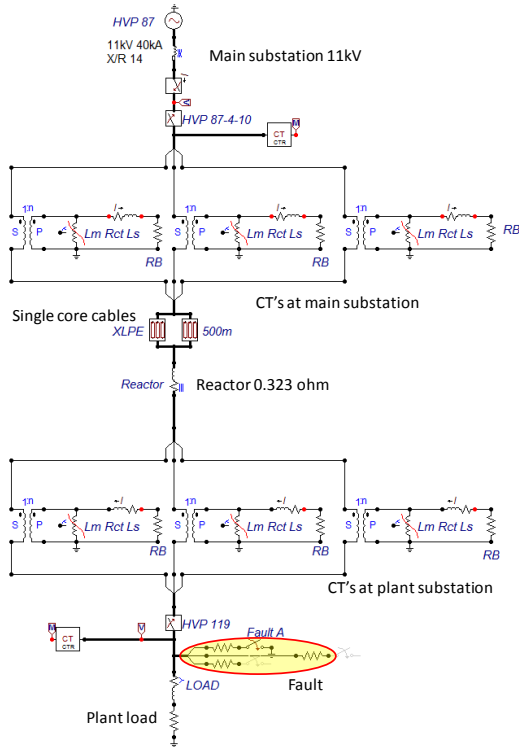 HVP 87
11kV 40kA
X/R 14
Main substation 11kV
I
V
HVP 87-4-10
M
CT
CTR
1:n
S P
I
Lm Rct Ls
RB
1:n
S P
I
Lm Rct Ls
RB
1:n
S P
I
Lm Rct Ls
RB
CT's at main substation
Single core cables
XLPE
500m
Reactor
Reactor 0.323 ohm
1:n
S P
I
Lm Rct Ls
RB
1:n
S P
I
Lm Rct Ls
RB
1:n
S P
I
Lm Rct Ls
RB
CT's at plant substation
HVP 119
M
V
CT
CTR
Fault A
Fault
LOAD
Plant load